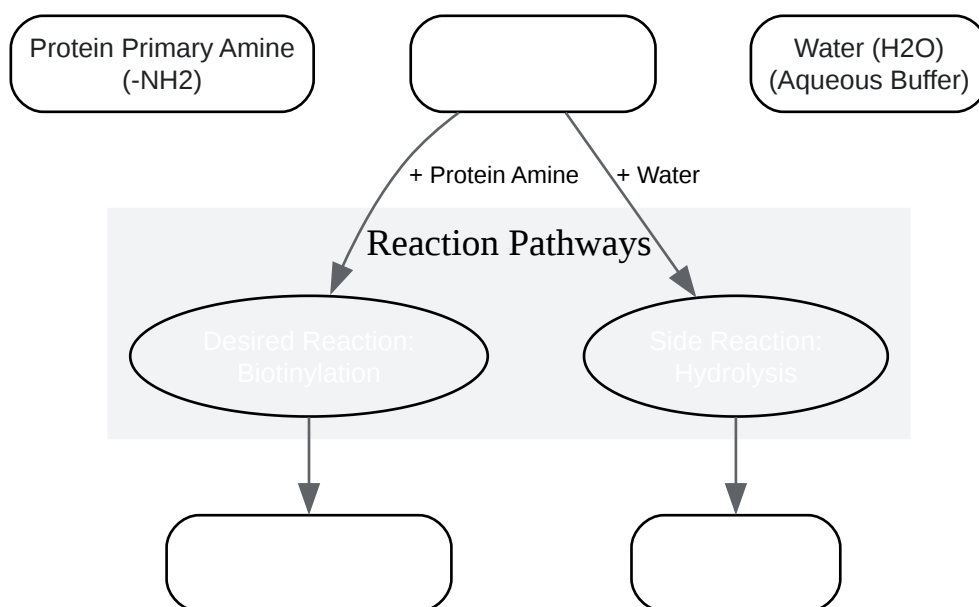 Protein Primary Amine
(-NH2)
Water (H2O)
(Aqueous Buffer)
+ Protein Amine
+ Water
Reaction Pathways
Desired Reaction:
Biotinylation
Side Reaction:
Hydrolysis